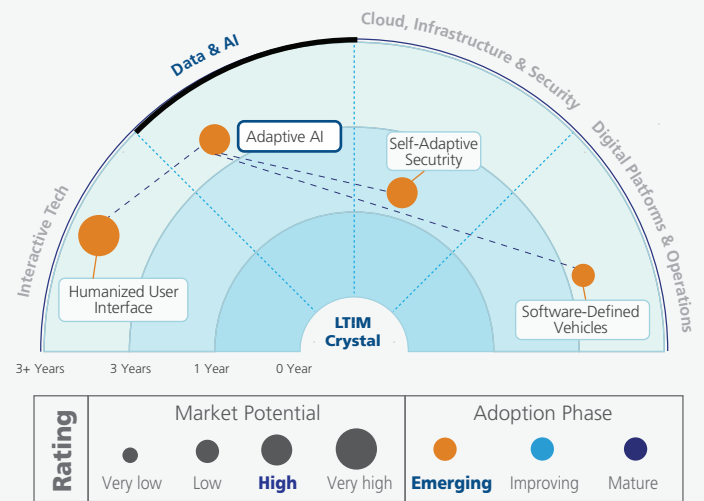 Data & AI
Cloud, Infrastructure & Security
Interactive Tech
Digital Platforms & Operations
Adaptive AI
Self-Adaptive
Secutrity
Humanized User
Interface
Software-Defined
Vehicles
LTIM
Crystal
3+ Years
3 Years
1 Year
0 Year
Rating
Market Potential
Very low
Low
High
Very high
Adoption Phase
Emerging
Improving
Mature